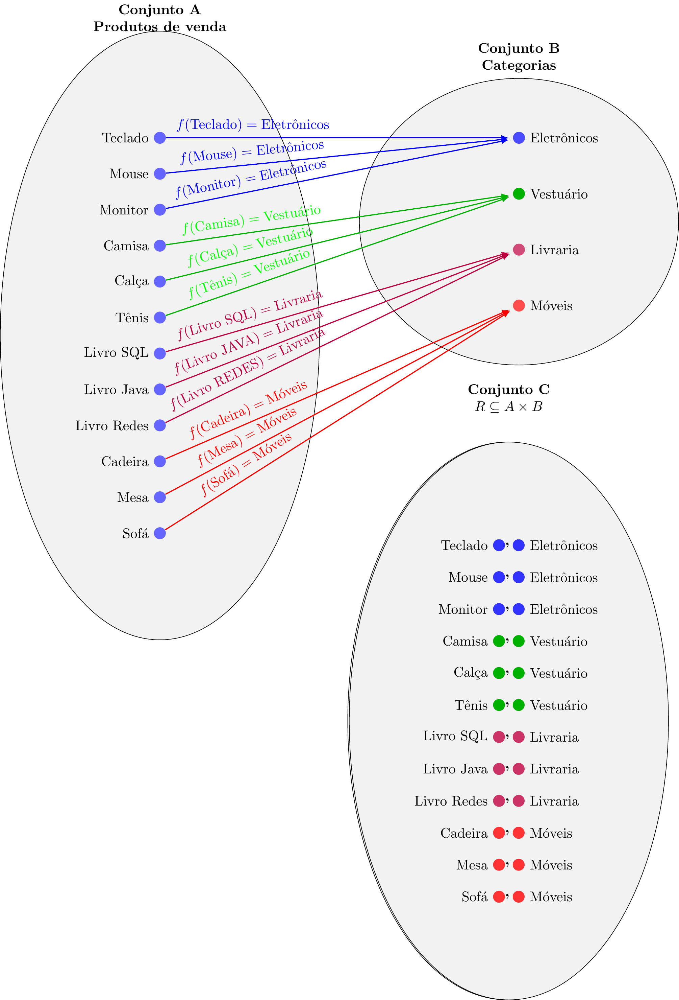 Conjunto A
Produtos de venda
Conjunto B
Categorias
Teclado
Mouse
Monitor
Camisa
Calça
Tênis
Livro SQL
Livro Java
Livro Redes
Cadeira
Mesa
Sofá
f(Teclado) = Eletrônicos
f(Mouse) = Eletrônicos
f(Monitor) = Eletrônicos
f(Camisa) = Vestuário
f(Calça) = Vestuário
f(Tênis) = Vestuário
f(Livro SQL) = Livraria
f(Livro JAVA) = Livraria
f(Livro REDES) = Livraria
f(Cadeira) = Móveis
f(Mesa) = Móveis
f(Sofá) = Móveis
Eletrônicos
Vestuário
Livraria
Móveis
Conjunto C
R ⊆ A × B
Teclado , Eletrônicos
Mouse , Eletrônicos
Monitor , Eletrônicos
Camisa , Vestuário
Calça , Vestuário
Tênis , Vestuário
Livro SQL , Livraria
Livro Java , Livraria
Livro Redes , Livraria
Cadeira , Móveis
Mesa , Móveis
Sofá , Móveis